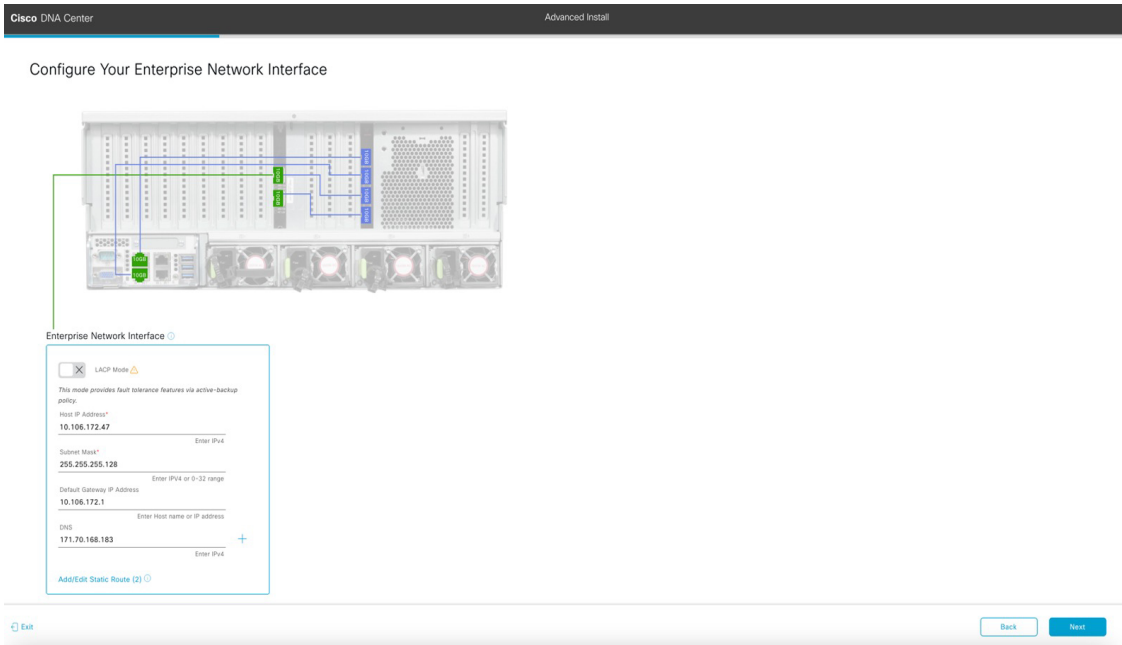 Cisco DNA Center
Advanced Install
Configure Your Enterprise Network Interface
10GB
10GB
10GB
10GB
10GB
10GB
10GB
10GB
Enterprise Network Interface
LACP Mode
This mode provides fault tolerance features via active-backup
policy.
Host IP Address*
10.106.172.47
Enter IPv4
Subnet Mask*
255.255.255.128
Enter IPV4 or 0-32 range
Default Gateway IP Address
10.106.172.1
Enter Host name or IP address
DNS
171.70.168.183
Enter IPv4
Add/Edit Static Route (2)
Exit
Back
Next